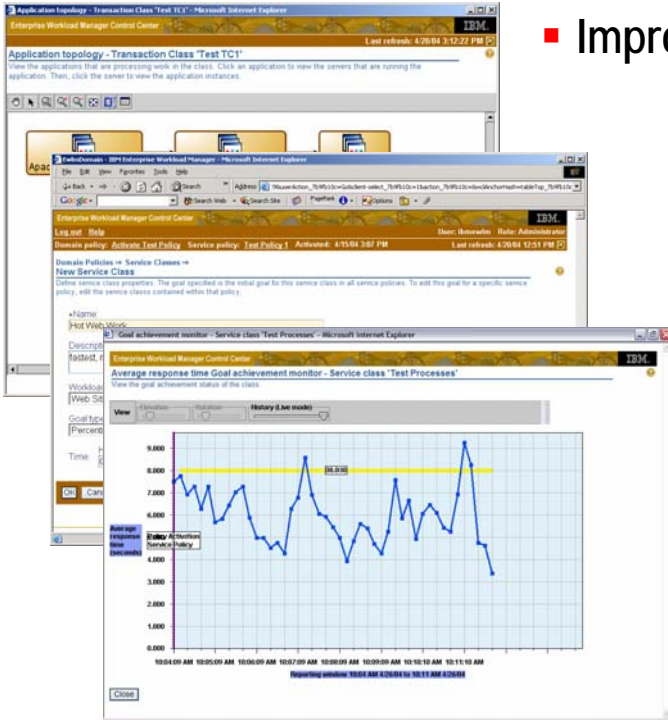 Application topology - Transaction Class 'Test TC1' - Microsoft Internet Explorer
Enterprise Workload Manager Control Center
IBM.
Last refresh: 4/28/04 3:12:22 PM
Application topology - Transaction Class 'Test TC1'
View the applications that are processing work in the class. Click an application to view the servers that are running the
application. Then, click the server to view the application instances.
Apac
Impre
EwlmDomain - IBM Enterprise Workload Manager - Microsoft Internet Explorer
File Edit View Favorites Tools Help
Back Search Address
Google Search Web Search Site PageRank Options
Enterprise Workload Manager Control Center
IBM.
Log out Help
User: ibmewlm Role: Administrator
Domain policy: Activate Test Policy Service policy: Test Policy 1 Activated: 4/15/04 3:07 PM
Last refresh: 4/28/04 12:51 PM
Domain Policies → Service Classes →
New Service Class
Define service class properties. The goal specified is the initial goal for this service class in all service policies. To edit this goal for a specific service
policy, edit the service classes contained within that policy.
Name
Hot Web Work
Descripti
fastest, m
Workload
Web Sit
Goal type
Percent
Time:
OK Can
Goal achievement monitor - Service class 'Test Processes' - Microsoft Internet Explorer
Enterprise Workload Manager Control Center
IBM.
Average response time Goal achievement monitor - Service class 'Test Processes'
View the goal achievement status of the class.
View Elevation Rotation History (Live mode)
9.000
8.000
7.000
6.000
Average
response
time
(seconds)
Policy Activation
Service Policy
4.000
3.000
2.000
1.000
0.000
10:04:09 AM 10:05:09 AM 10:06:09 AM 10:07:09 AM 10:08:09 AM 10:09:09 AM 10:10:10 AM 10:11:10 AM
Reporting window 10:04 AM 4/26/04 to 10:11 AM 4/26/04
Close